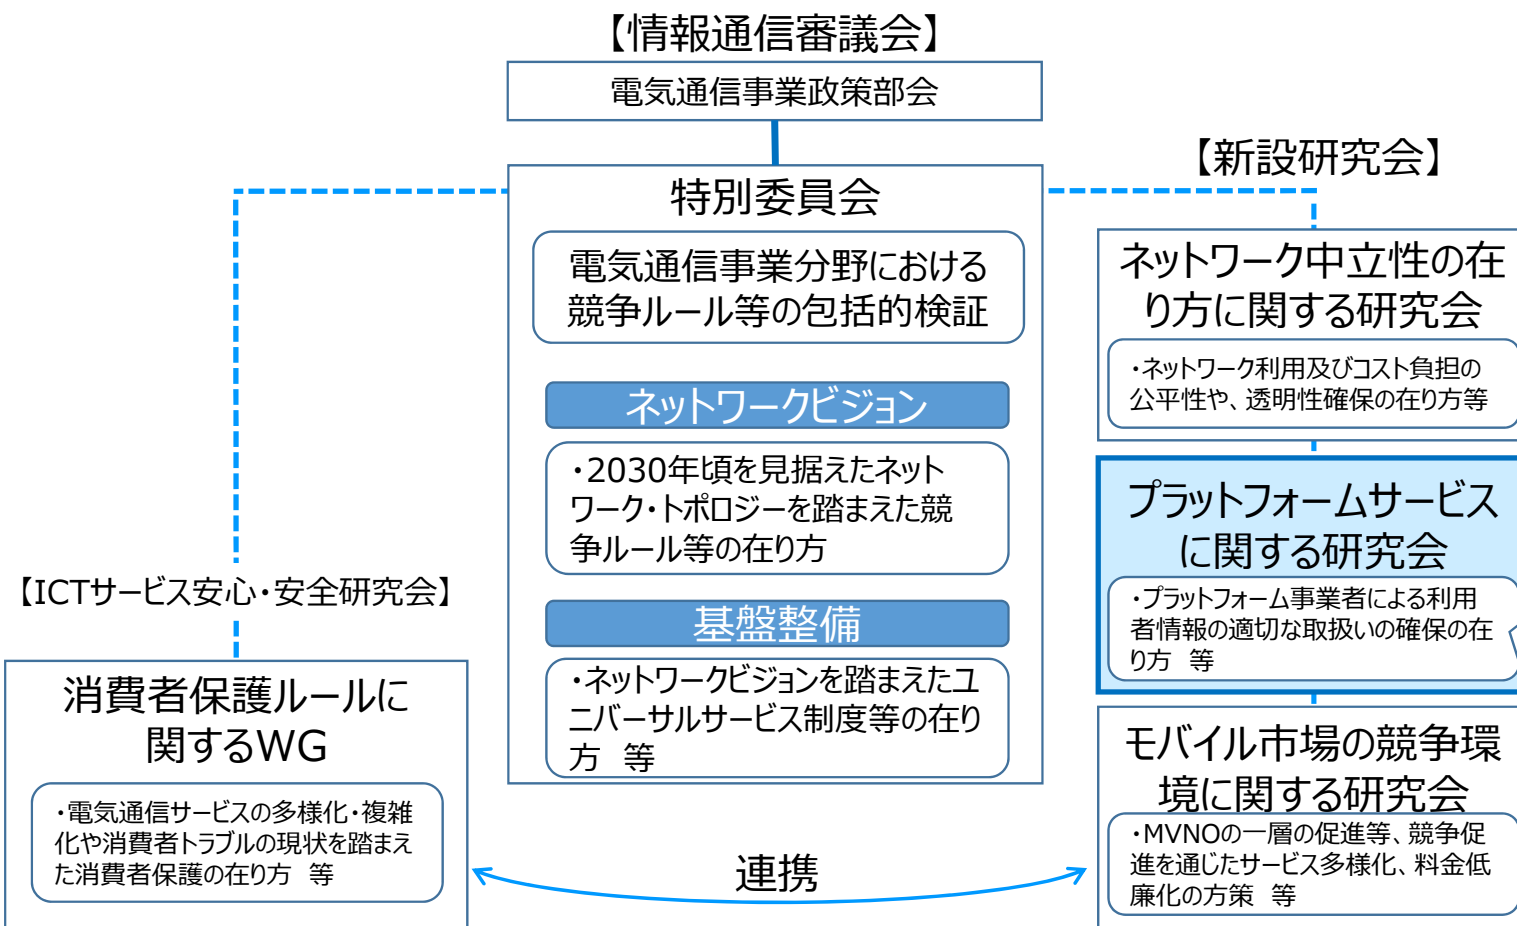 【情報通信審議会】
電気通信事業政策部会
特別委員会
電気通信事業分野における
競争ルール等の包括的検証
ネットワークビジョン
・2030年頃を見据えたネット
ワーク・トポロジーを踏まえた競
争ルール等の在り方
基盤整備
・ネットワークビジョンを踏まえたユ
ニバーサルサービス制度等の在り
方 等
【ICTサービス安心・安全研究会】
消費者保護ルールに
関するWG
・電気通信サービスの多様化・複雑
化や消費者トラブルの現状を踏まえ
た消費者保護の在り方 等
連携
【新設研究会】
ネットワーク中立性の在
り方に関する研究会
・ネットワーク利用及びコスト負担の
公平性や、透明性確保の在り方等
プラットフォームサービス
に関する研究会
・プラットフォーム事業者による利用
者情報の適切な取扱いの確保の在
り方 等
モバイル市場の競争環
境に関する研究会
・MVNOの一層の促進等、競争促
進を通じたサービス多様化、料金低
廉化の方策 等